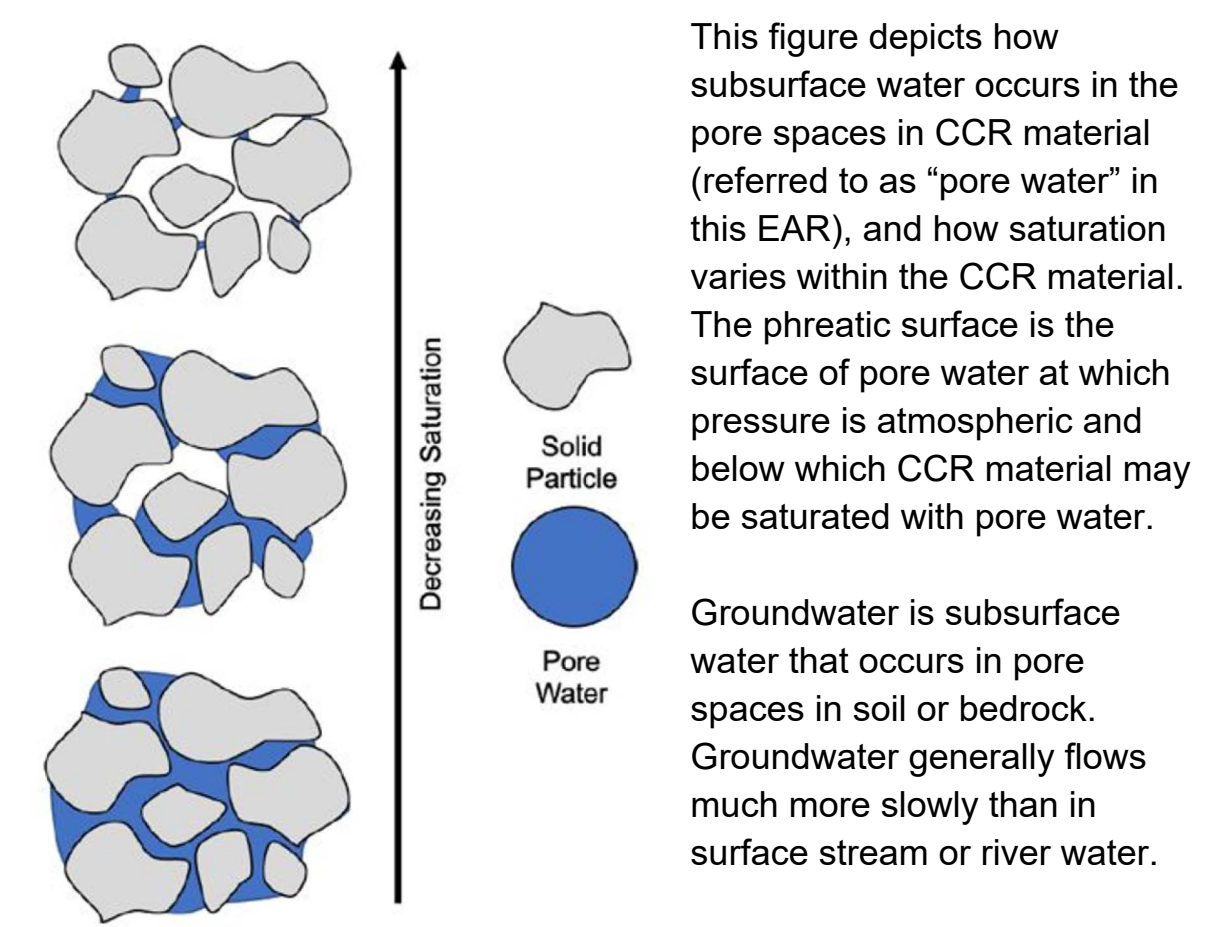 This figure depicts how
subsurface water occurs in the
pore spaces in CCR material
(referred to as “pore water” in
this EAR), and how saturation
varies within the CCR material.
The phreatic surface is the
surface of pore water at which
pressure is atmospheric and
below which CCR material may
be saturated with pore water.
Groundwater is subsurface
water that occurs in pore
spaces in soil or bedrock.
Groundwater generally flows
much more slowly than in
surface stream or river water.
Decreasing Saturation
Solid
Particle
Pore
Water